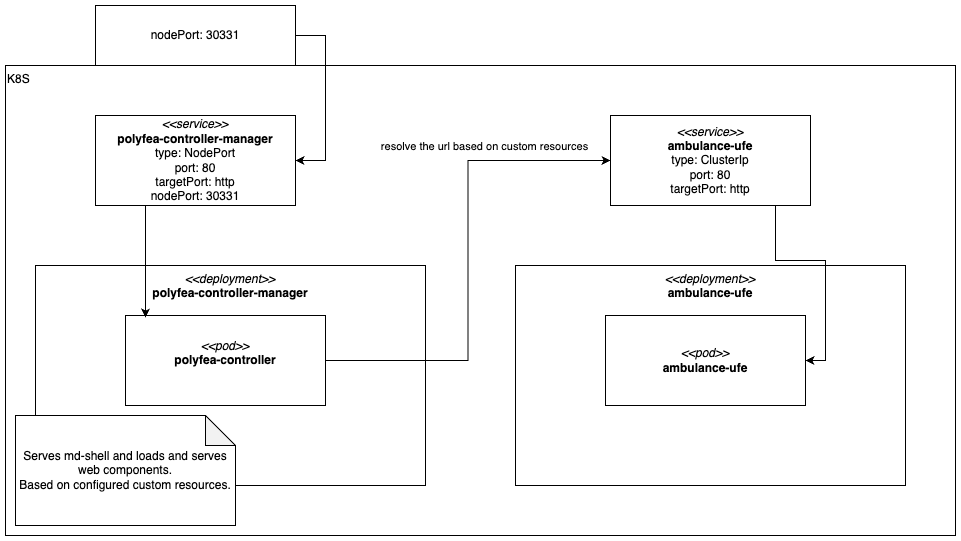 nodePort: 30331
K8S
<<service>>
polyfea-controller-manager
type: NodePort
port: 80
targetPort: http
nodePort: 30331
resolve the url based on custom resources
<<service>>
ambulance-ufe
type: ClusterIp
port: 80
targetPort: http
<<deployment>>
polyfea-controller-manager
<<pod>>
polyfea-controller
<<deployment>>
ambulance-ufe
<<pod>>
ambulance-ufe
Serves md-shell and loads and serves
web components.
Based on configured custom resources.